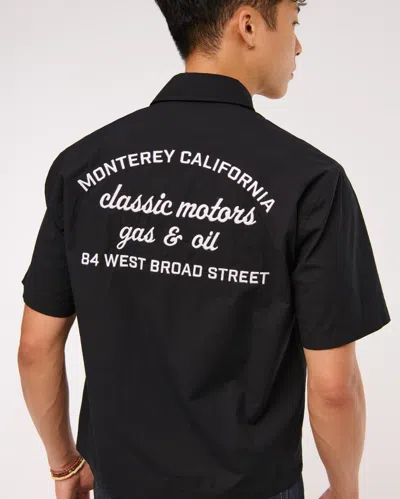 MONTEREY CALIFORNIA
classic motors
gas & oil
84 WEST BROAD STREET